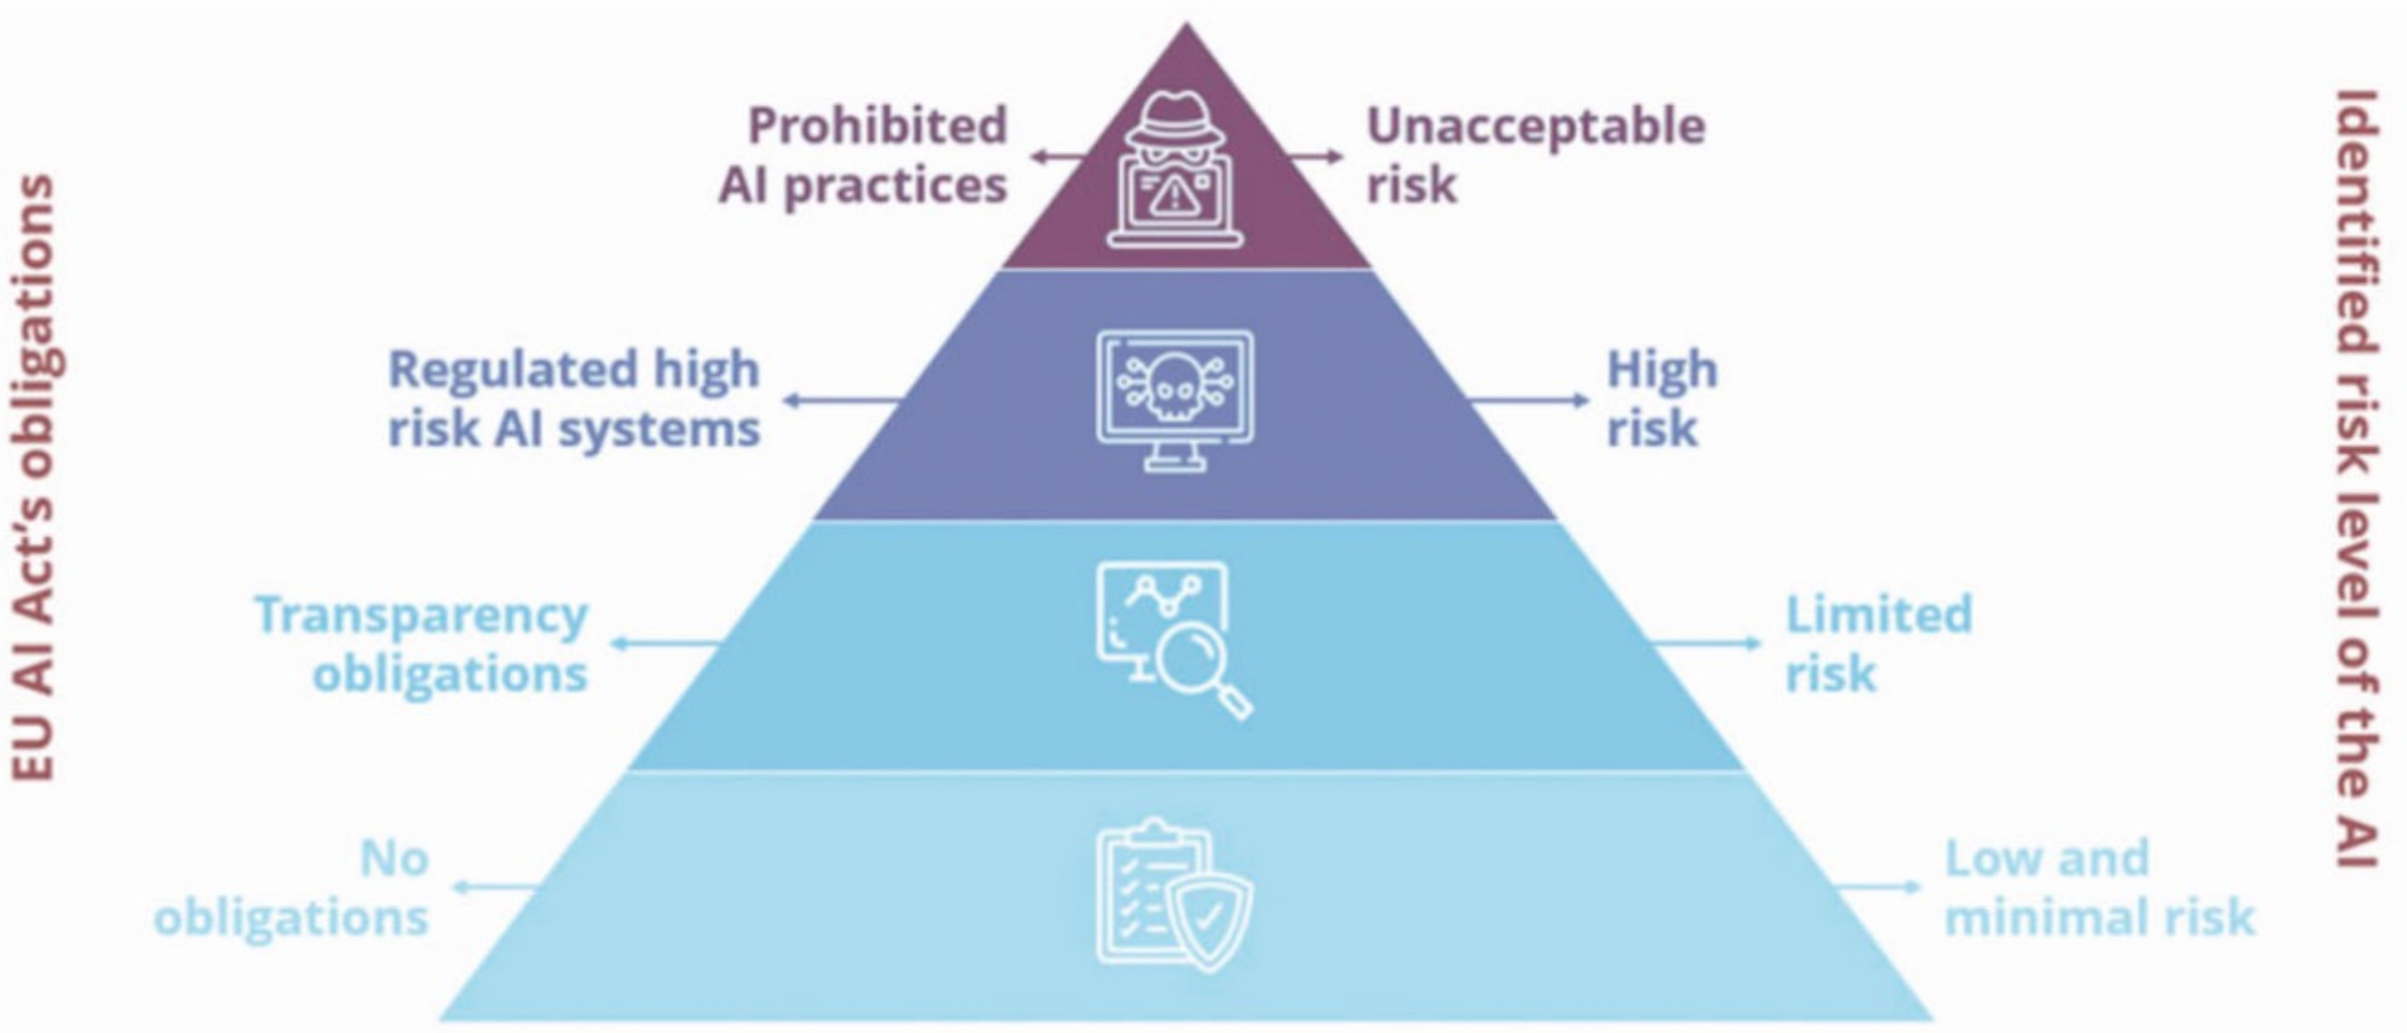 EU AI Act's obligations
Prohibited
AI practices
Unacceptable
risk
Regulated high
risk AI systems
High
risk
Transparency
obligations
Limited
risk
No
obligations
Low and
minimal risk
Identified risk level of the AI